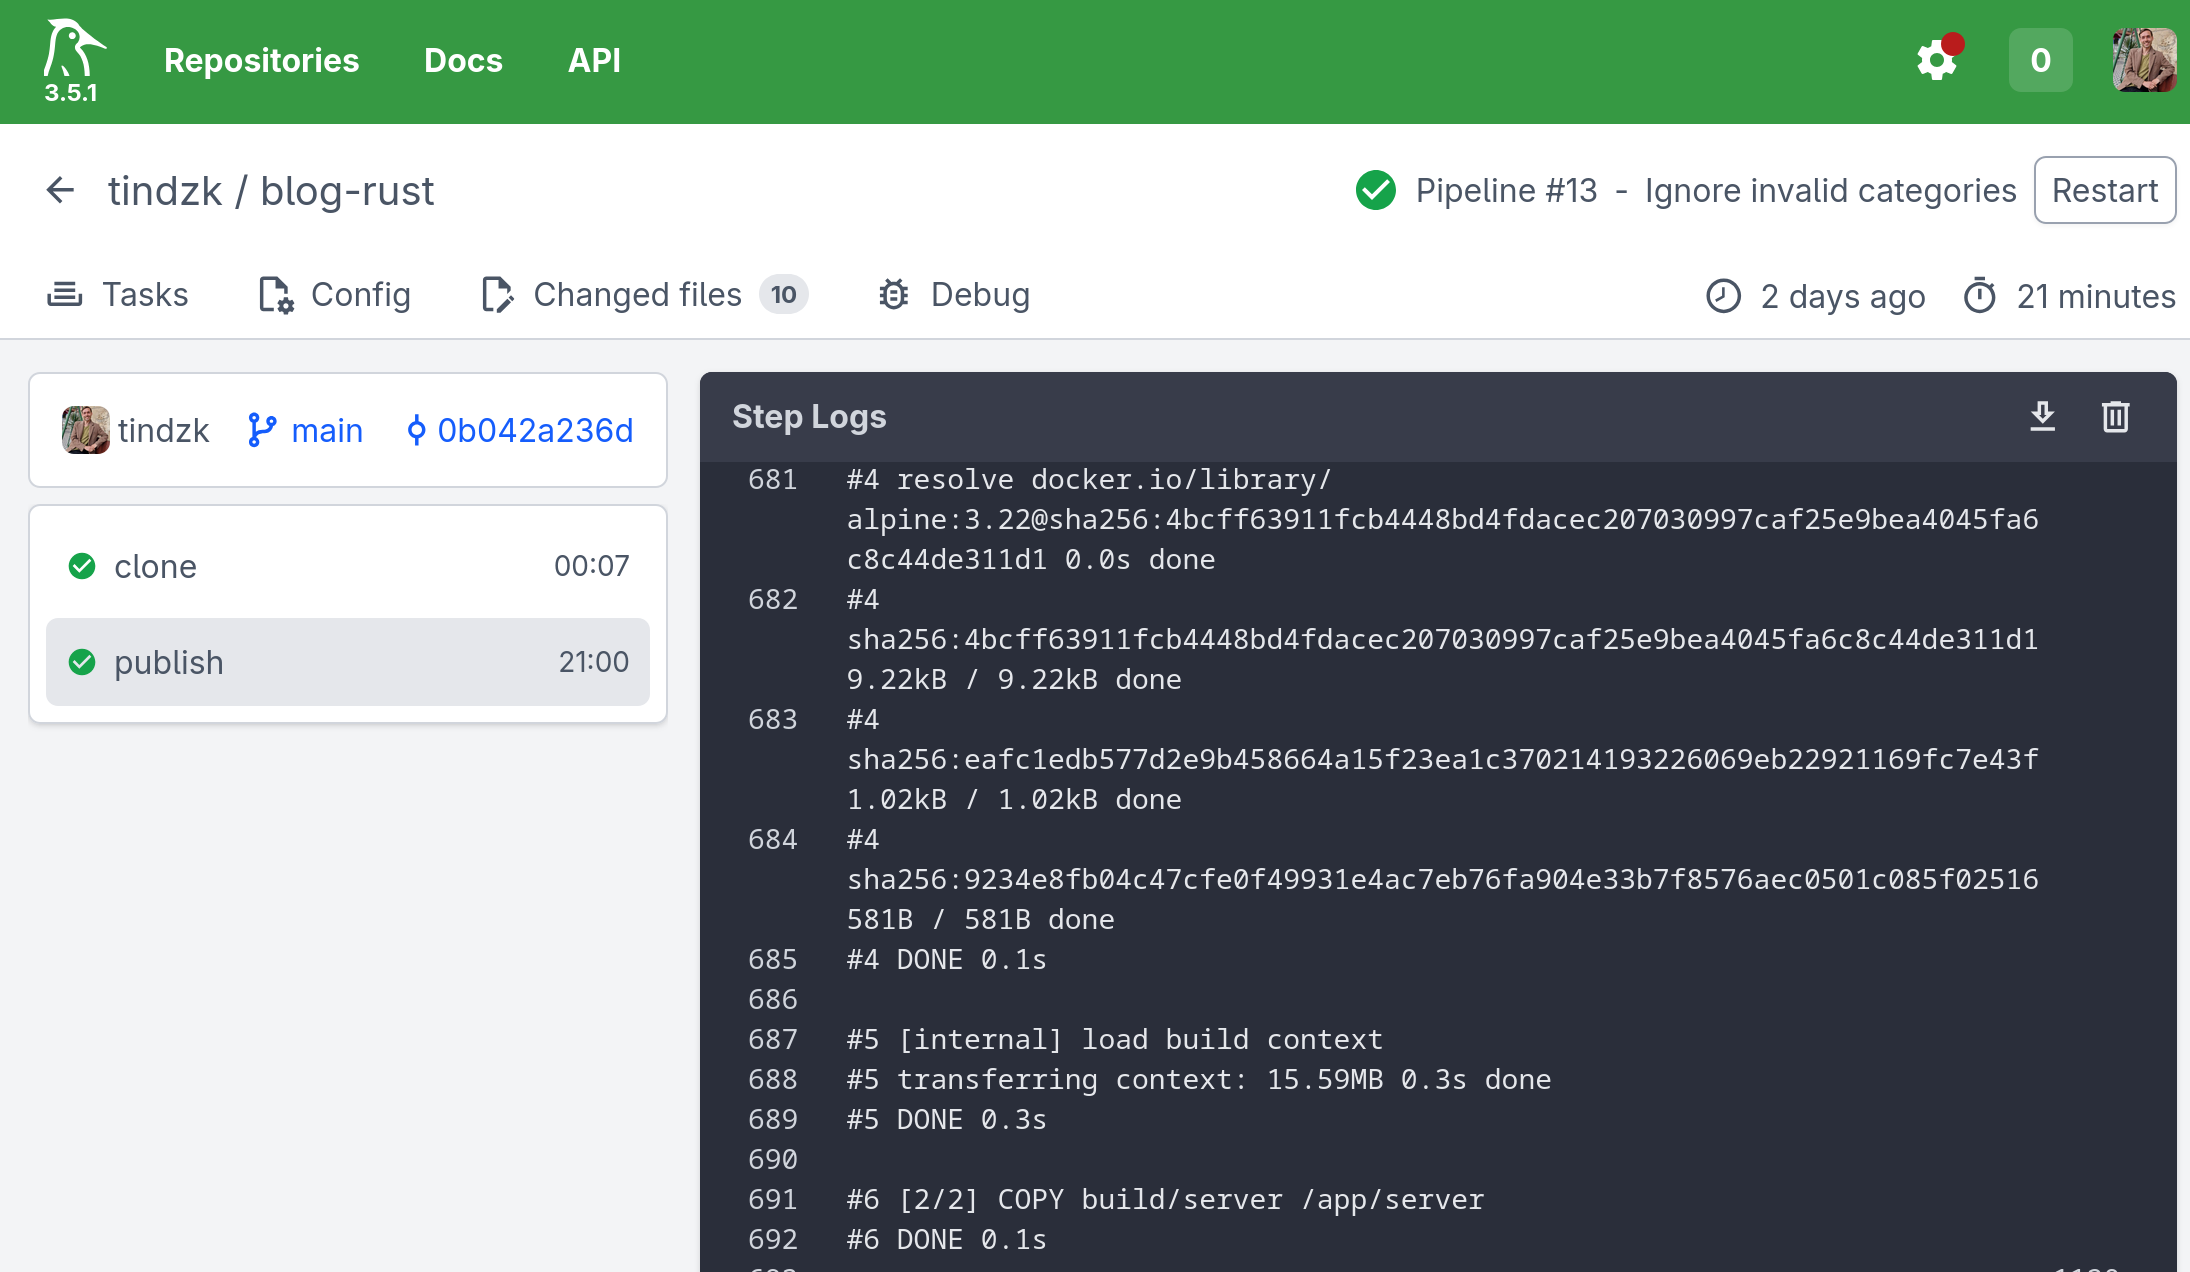 Repositories Docs API 0
3.5.1
tindzk / blog-rust
Pipeline #13 - Ignore invalid categories Restart
Tasks Config Changed files 10 Debug 2 days ago 21 minutes
tindzk main 0b042a236d
clone 00:07
publish 21:00
Step Logs
681 #4 resolve docker.io/library/
alpine:3.22@sha256:4bcff63911fcb4448bd4fdacec207030997caf25e9bea4045fa6
c8c44de311d1 0.0s done
682 #4
sha256:4bcff63911fcb4448bd4fdacec207030997caf25e9bea4045fa6c8c44de311d1
9.22kB / 9.22kB done
683 #4
sha256:eafc1edb577d2e9b458664a15f23ea1c370214193226069eb22921169fc7e43f
1.02kB / 1.02kB done
684 #4
sha256:9234e8fb04c47cfe0f49931e4ac7eb76fa904e33b7f8576aec0501c085f02516
581B / 581B done
685 #4 DONE 0.1s
686
687 #5 [internal] load build context
688 #5 transferring context: 15.59MB 0.3s done
689 #5 DONE 0.3s
690
691 #6 [2/2] COPY build/server /app/server
692 #6 DONE 0.1s